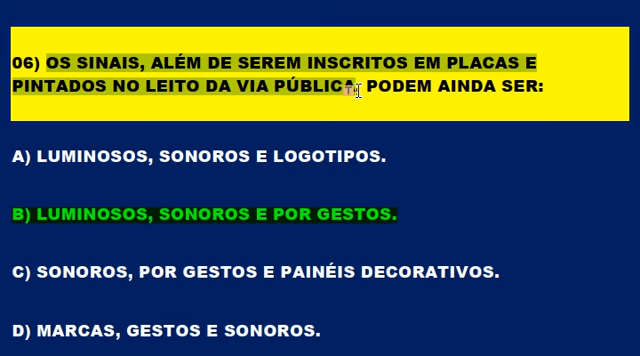 06) OS SINAIS, ALÉM DE SEREM INSCRITOS EM PLACAS E
PINTADOS NO LEITO DA VIA PÚBLICA, PODEM AINDA SER:
A) LUMINOSOS, SONOROS E LOGOTIPOS.
B) LUMINOSOS, SONOROS E POR GESTOS.
C) SONOROS, POR GESTOS E PAINÉIS DECORATIVOS.
D) MARCAS, GESTOS E SONOROS.